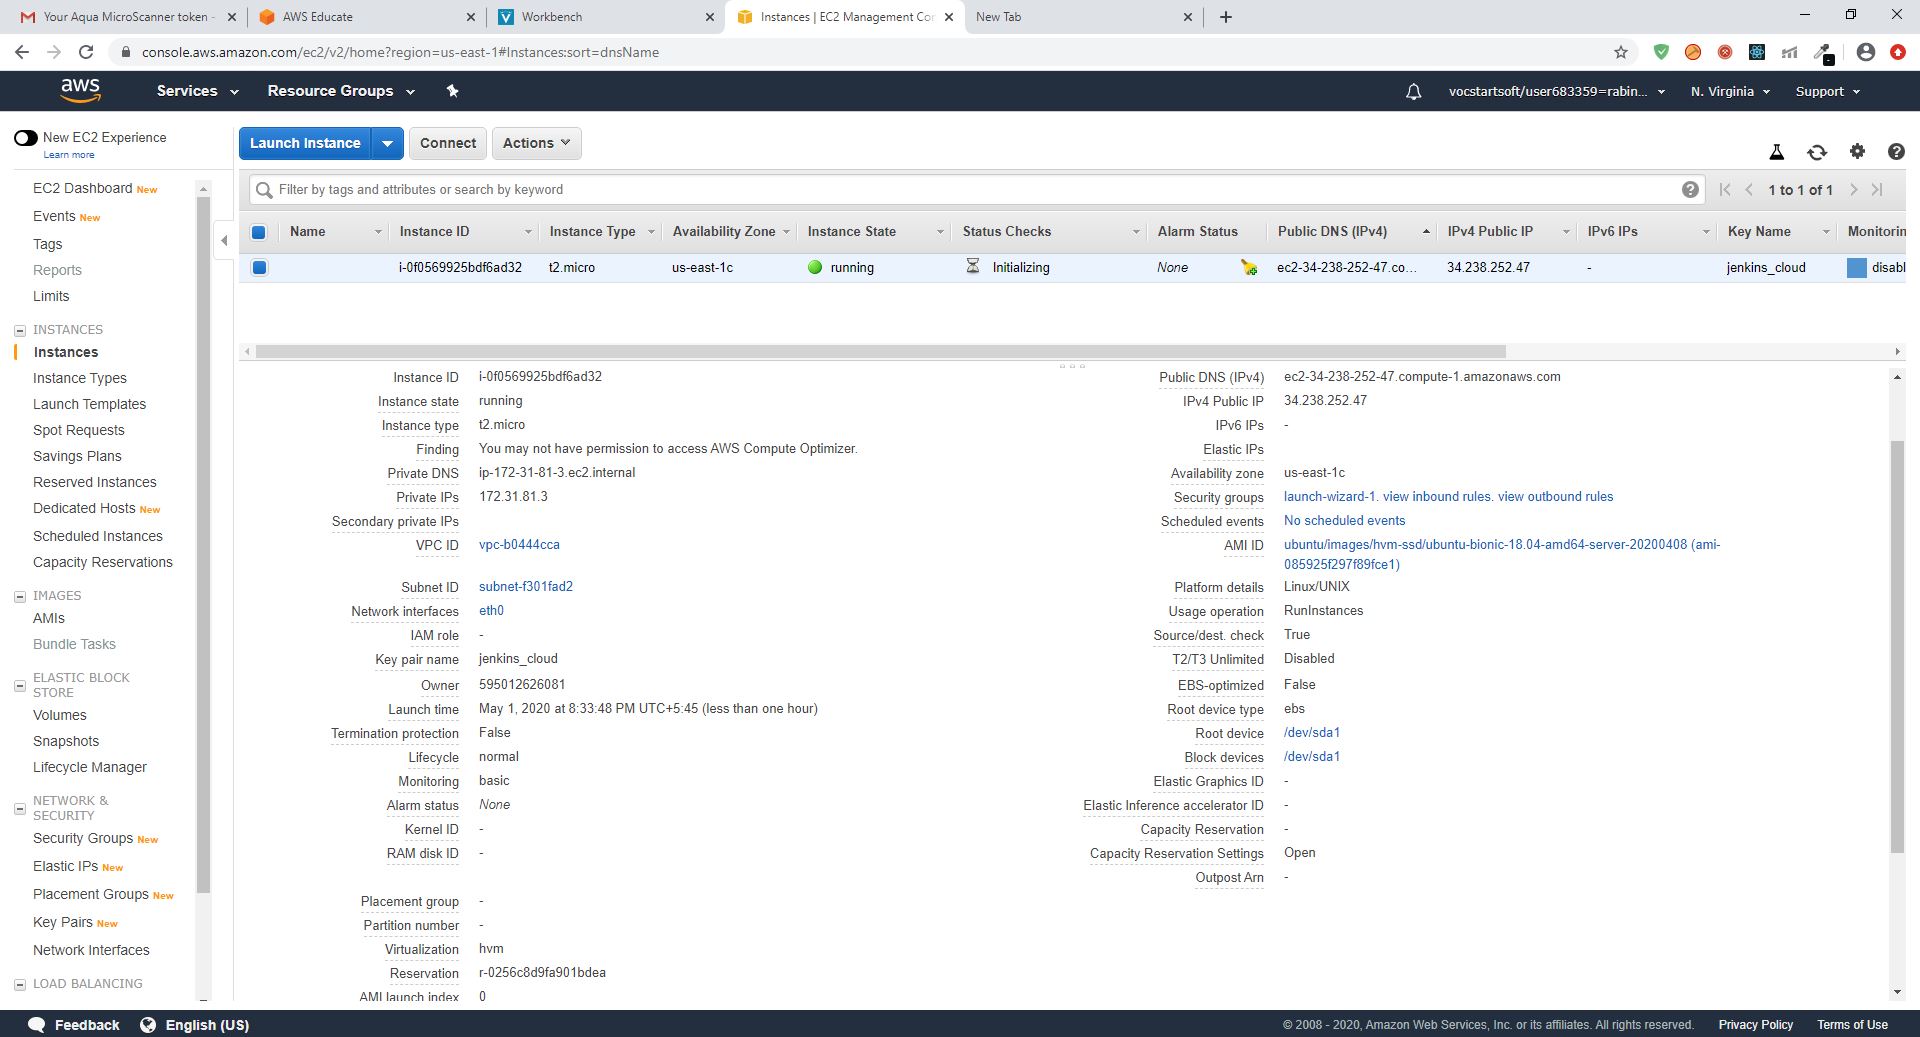 Your Aqua MicroScanner token -
AWS Educate
Workbench
Instances | EC2 Management Con
New Tab
console.aws.amazon.com/ec2/v2/home?region=us-east-1#Instances:sort=dnsName
aws
Services
Resource Groups
vocstartsoft/user683359=rabin...
N. Virginia
Support
New EC2 Experience
Learn more
Launch Instance
Connect
Actions
Filter by tags and attributes or search by keyword
1 to 1 of 1
Name
Instance ID
Instance Type
Availability Zone
Instance State
Status Checks
Alarm Status
Public DNS (IPv4)
IPv4 Public IP
IPv6 IPs
Key Name
Monitorin
i-0f0569925bdf6ad32
t2.micro
us-east-1c
running
Initializing
None
ec2-34-238-252-47.co...
34.238.252.47
-
jenkins_cloud
disabl
EC2 Dashboard New
Events New
Tags
Reports
Limits
INSTANCES
Instances
Instance Types
Launch Templates
Spot Requests
Savings Plans
Reserved Instances
Dedicated Hosts New
Scheduled Instances
Capacity Reservations
IMAGES
AMIs
Bundle Tasks
ELASTIC BLOCK
STORE
Volumes
Snapshots
Lifecycle Manager
NETWORK &
SECURITY
Security Groups New
Elastic IPs New
Placement Groups New
Key Pairs New
Network Interfaces
LOAD BALANCING
Instance ID i-0f0569925bdf6ad32
Instance state running
Instance type t2.micro
Finding You may not have permission to access AWS Compute Optimizer.
Private DNS ip-172-31-81-3.ec2.internal
Private IPs 172.31.81.3
Secondary private IPs
VPC ID vpc-b0444cca
Subnet ID subnet-f301fad2
Network interfaces eth0
IAM role -
Key pair name jenkins_cloud
Owner 595012626081
Launch time May 1, 2020 at 8:33:48 PM UTC+5:45 (less than one hour)
Termination protection False
Lifecycle normal
Monitoring basic
Alarm status None
Kernel ID -
RAM disk ID -
Placement group -
Partition number -
Virtualization hvm
Reservation r-0256c8d9fa901bdea
AMI launch index 0
Public DNS (IPv4) ec2-34-238-252-47.compute-1.amazonaws.com
IPv4 Public IP 34.238.252.47
IPv6 IPs -
Elastic IPs
Availability zone us-east-1c
Security groups launch-wizard-1. view inbound rules. view outbound rules
Scheduled events No scheduled events
AMI ID ubuntu/images/hvm-ssd/ubuntu-bionic-18.04-amd64-server-20200408 (ami-
085925f297f89fce1)
Platform details Linux/UNIX
Usage operation RunInstances
Source/dest. check True
T2/T3 Unlimited Disabled
EBS-optimized False
Root device type ebs
Root device /dev/sda1
Block devices /dev/sda1
Elastic Graphics ID -
Elastic Inference accelerator ID -
Capacity Reservation -
Capacity Reservation Settings Open
Outpost Arn -
Feedback
English (US)
© 2008 - 2020, Amazon Web Services, Inc. or its affiliates. All rights reserved.
Privacy Policy
Terms of Use